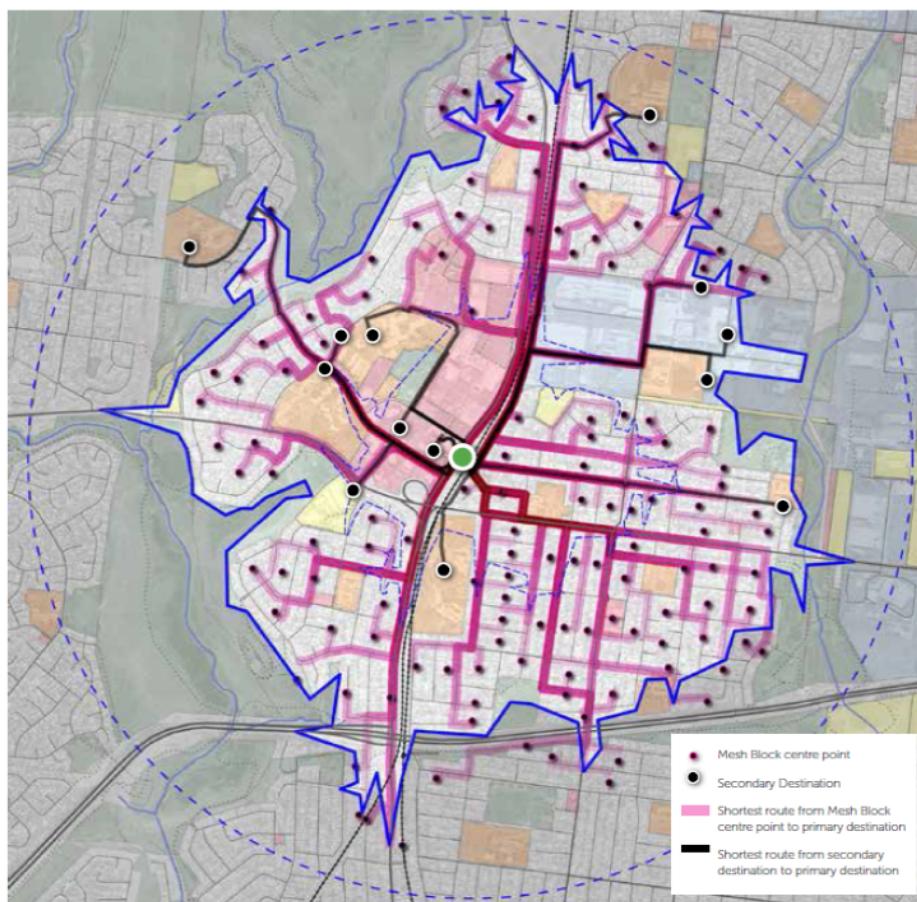 Mesh Block centre point
Secondary Destination
Shortest route from Mesh Block
centre point to primary destination
Shortest route from secondary
destination to primary destination